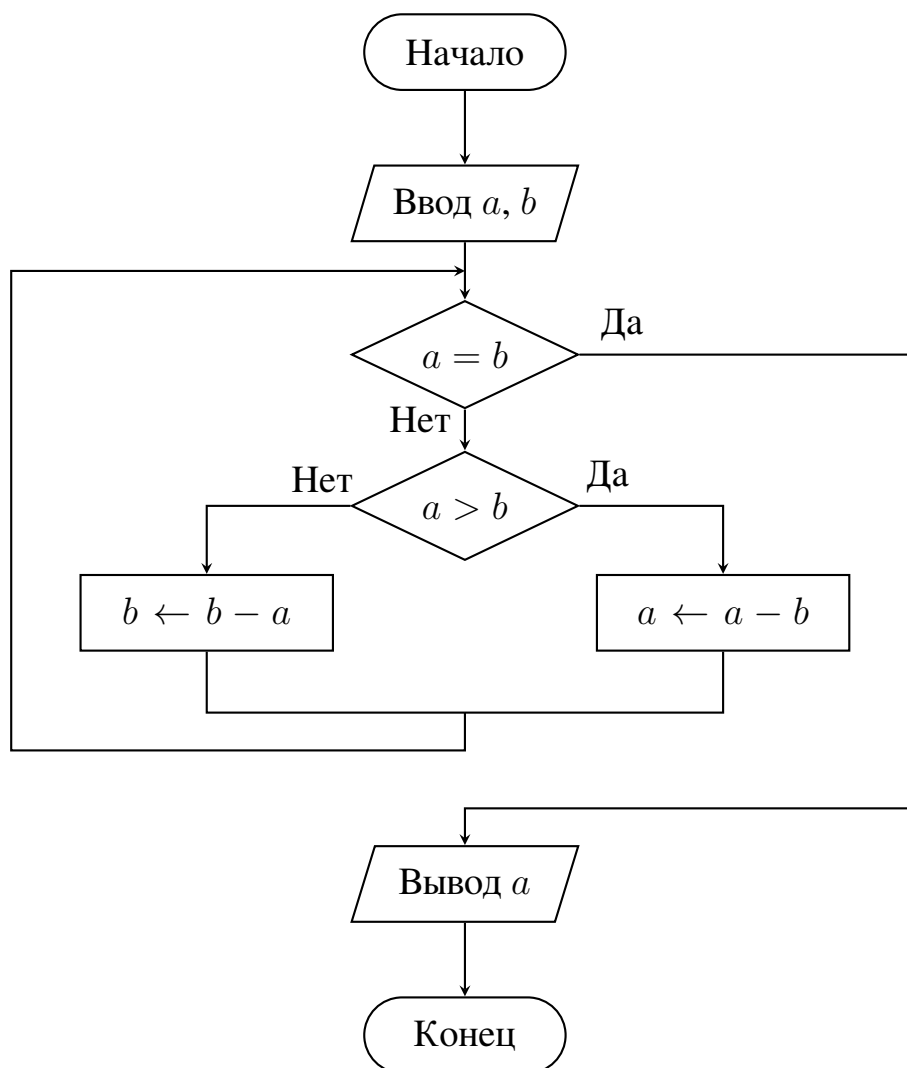 Начало
Ввод a, b
Да
a = b
Нет
Нет
Да
a > b
b ← b − a
a ← a − b
Вывод a
Конец